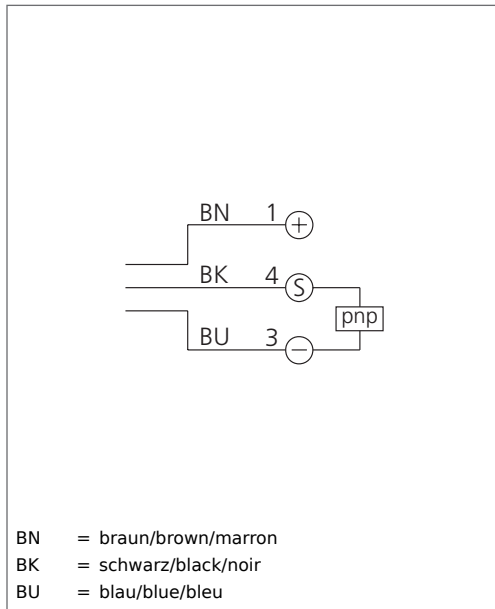 BN 1 +
BK 4 S
pnp
BU 3 −
BN = braun/brown/marron
BK = schwarz/black/noir
BU = blau/blue/bleu